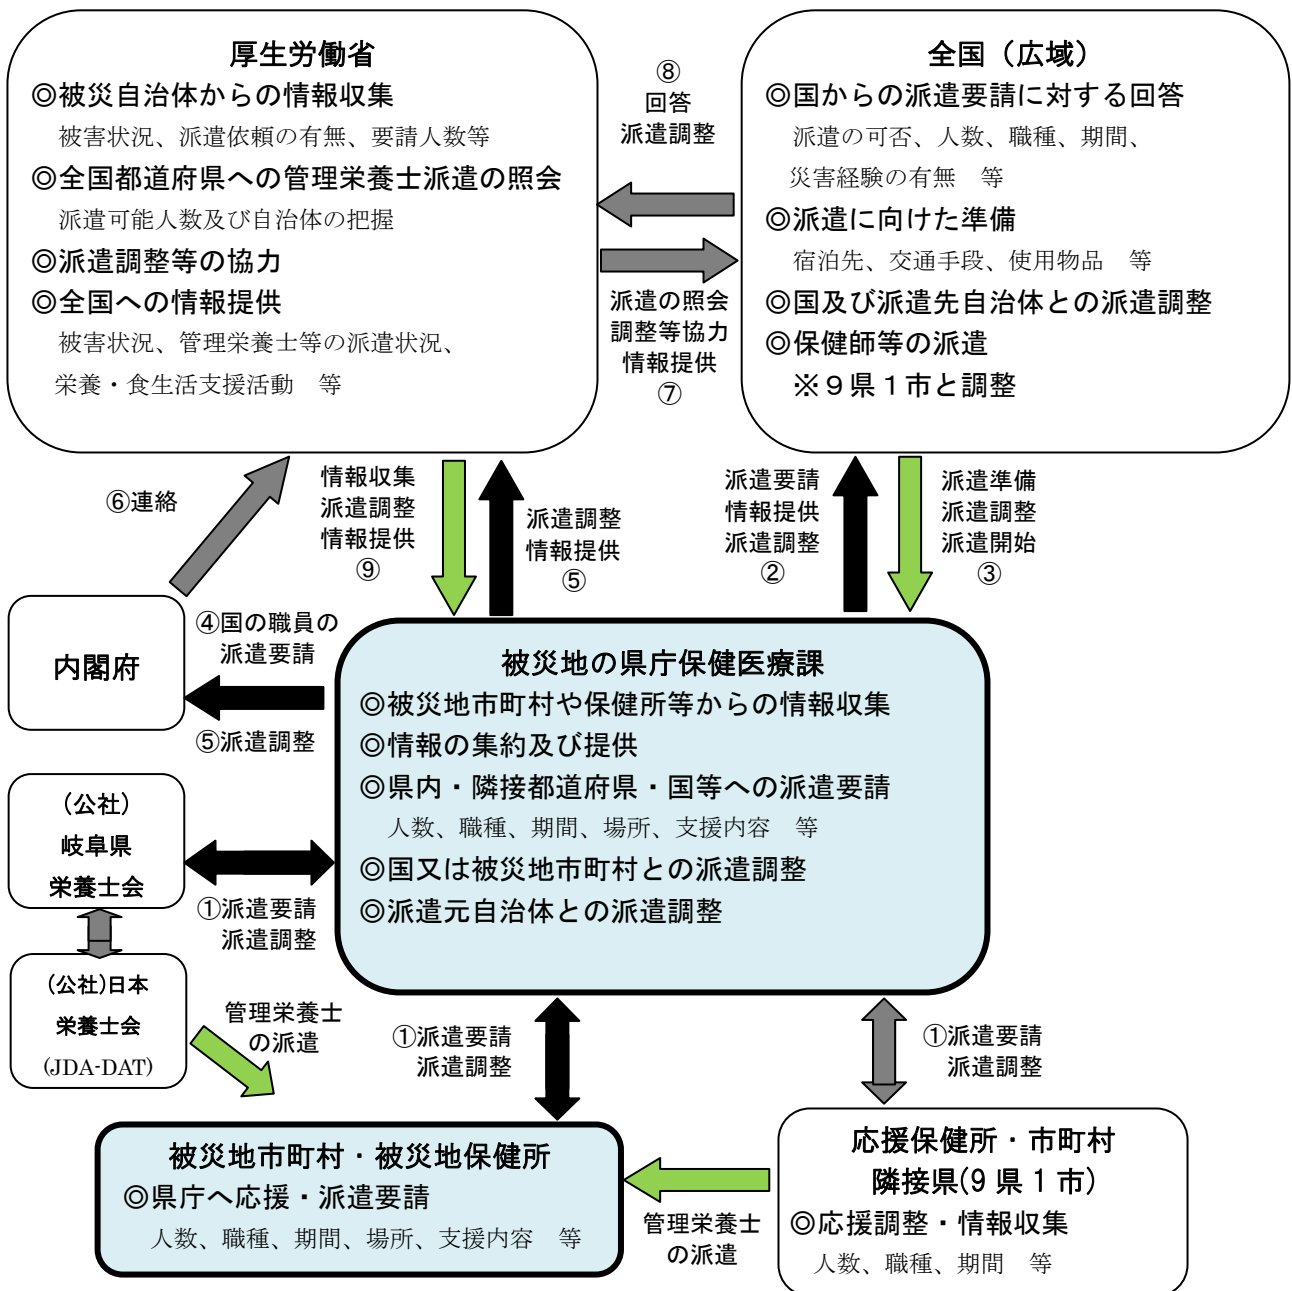 厚生労働省
◎被災自治体からの情報収集
被害状況、派遣依頼の有無、要請人数等
◎全国都道府県への管理栄養士派遣の照会
派遣可能人数及び自治体の把握
◎派遣調整等の協力
◎全国への情報提供
被害状況、管理栄養士等の派遣状況、
栄養・食生活支援活動　等
⑧
回答
派遣調整
派遣の照会
調整等協力
情報提供
⑦
全国（広域）
◎国からの派遣要請に対する回答
派遣の可否、人数、職種、期間、
災害経験の有無　等
◎派遣に向けた準備
宿泊先、交通手段、使用物品　等
◎国及び派遣先自治体との派遣調整
◎保健師等の派遣
※９県１市と調整
⑥連絡
情報収集
派遣調整
情報提供
⑨
派遣調整
情報提供
⑤
派遣要請
情報提供
派遣調整
②
派遣準備
派遣調整
派遣開始
③
内閣府
④国の職員の
派遣要請
⑤派遣調整
被災地の県庁保健医療課
◎被災地市町村や保健所等からの情報収集
◎情報の集約及び提供
◎県内・隣接都道府県・国等への派遣要請
人数、職種、期間、場所、支援内容　等
◎国又は被災地市町村との派遣調整
◎派遣元自治体との派遣調整
（公社）
岐阜県
栄養士会
①派遣要請
派遣調整
(公社)日本
栄養士会
(JDA-DAT)
管理栄養士
の派遣
①派遣要請
派遣調整
①派遣要請
派遣調整
被災地市町村・被災地保健所
◎県庁へ応援・派遣要請
人数、職種、期間、場所、支援内容　等
管理栄養士
の派遣
応援保健所・市町村
隣接県(9県1市)
◎応援調整・情報収集
人数、職種、期間　等